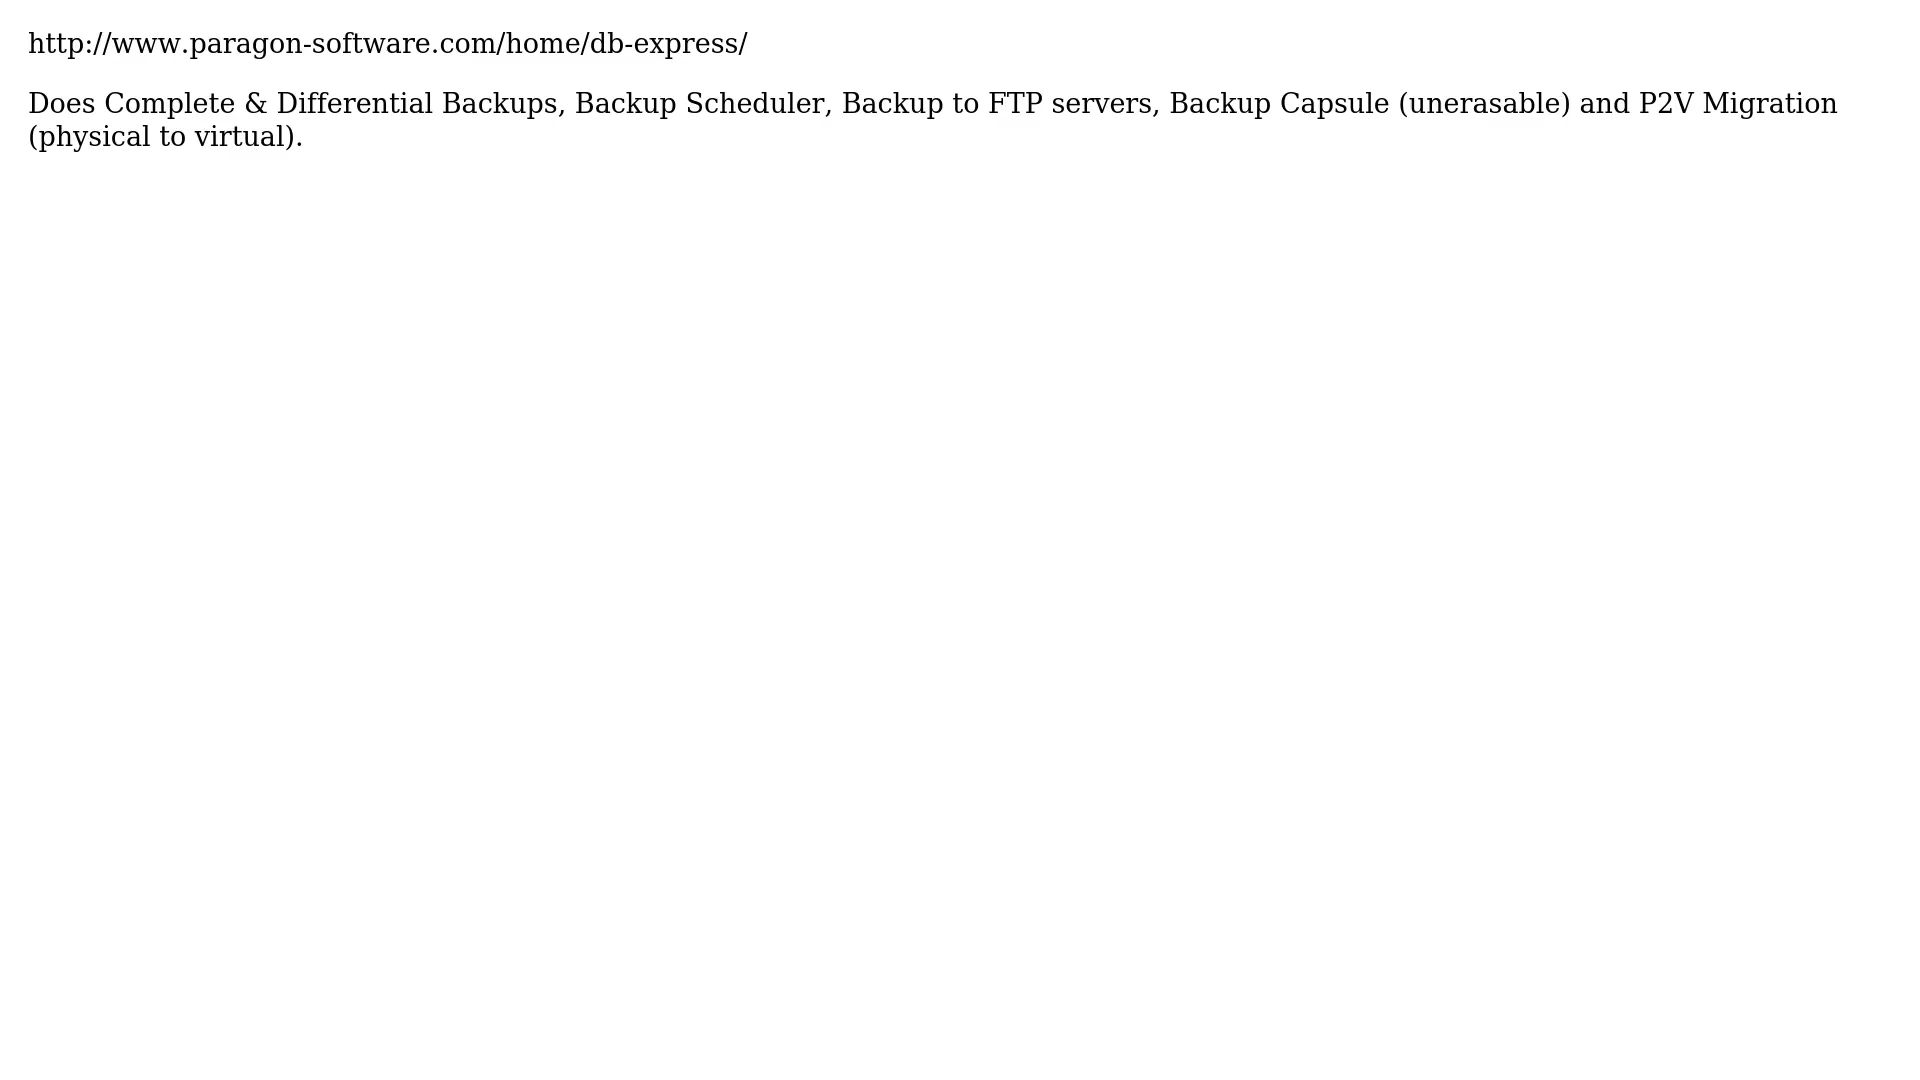 http://www.paragon-software.com/home/db-express/
Does Complete & Differential Backups, Backup Scheduler, Backup to FTP servers, Backup Capsule (unerasable) and P2V Migration
(physical to virtual).